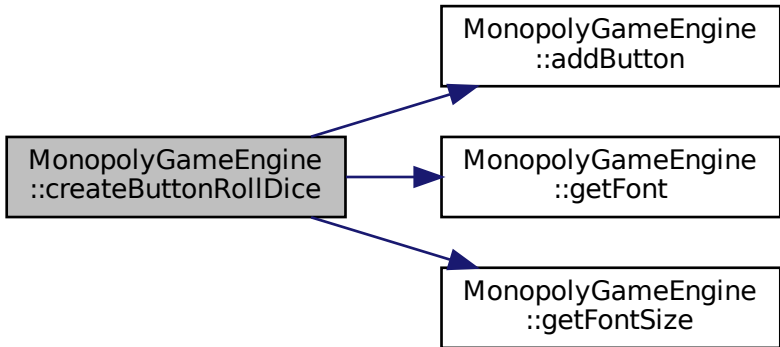 MonopolyGameEngine
::addButton
MonopolyGameEngine
::createButtonRollDice
MonopolyGameEngine
::getFont
MonopolyGameEngine
::getFontSize